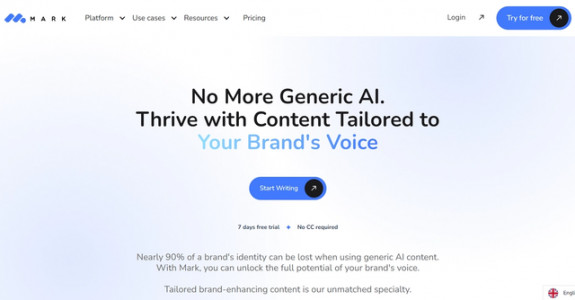 MARK Platform Use cases Resources Pricing Login Try for free
No More Generic AI.
Thrive with Content Tailored to
Your Brand's Voice
Start Writing
7 days free trial No CC required
Nearly 90% of a brand's identity can be lost when using generic AI content.
With Mark, you can unlock the full potential of your brand's voice.
Tailored brand-enhancing content is our unmatched specialty.